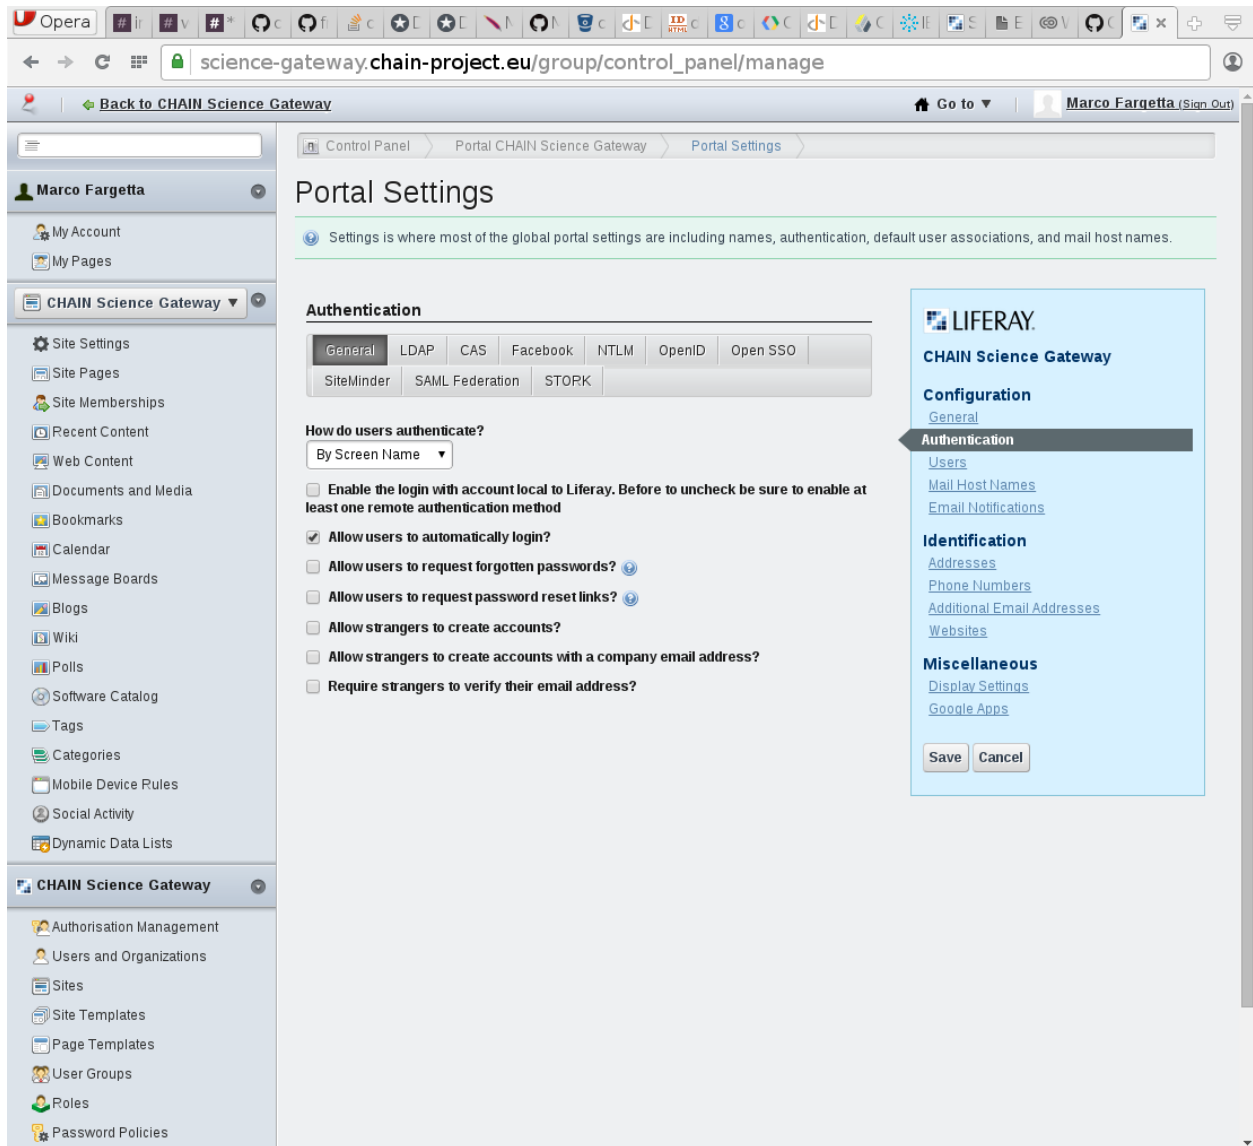 Opera
science-gateway.chain-project.eu/group/control_panel/manage
Back to CHAIN Science Gateway
Go to ▼
Marco Fargetta (Sign Out)
Control Panel
Portal CHAIN Science Gateway
Portal Settings
Marco Fargetta
My Account
My Pages
CHAIN Science Gateway ▼
Site Settings
Site Pages
Site Memberships
Recent Content
Web Content
Documents and Media
Bookmarks
Calendar
Message Boards
Blogs
Wiki
Polls
Software Catalog
Tags
Categories
Mobile Device Rules
Social Activity
Dynamic Data Lists
CHAIN Science Gateway
Authorisation Management
Users and Organizations
Sites
Site Templates
Page Templates
User Groups
Roles
Password Policies
Portal Settings
Settings is where most of the global portal settings are including names, authentication, default user associations, and mail host names.
Authentication
General LDAP CAS Facebook NTLM OpenID Open SSO
SiteMinder SAML Federation STORK
How do users authenticate?
By Screen Name ▼
Enable the login with account local to Liferay. Before to uncheck be sure to enable at
least one remote authentication method
Allow users to automatically login?
Allow users to request forgotten passwords?
Allow users to request password reset links?
Allow strangers to create accounts?
Allow strangers to create accounts with a company email address?
Require strangers to verify their email address?
LIFERAY.
CHAIN Science Gateway
Configuration
General
Authentication
Users
Mail Host Names
Email Notifications
Identification
Addresses
Phone Numbers
Additional Email Addresses
Websites
Miscellaneous
Display Settings
Google Apps
Save Cancel